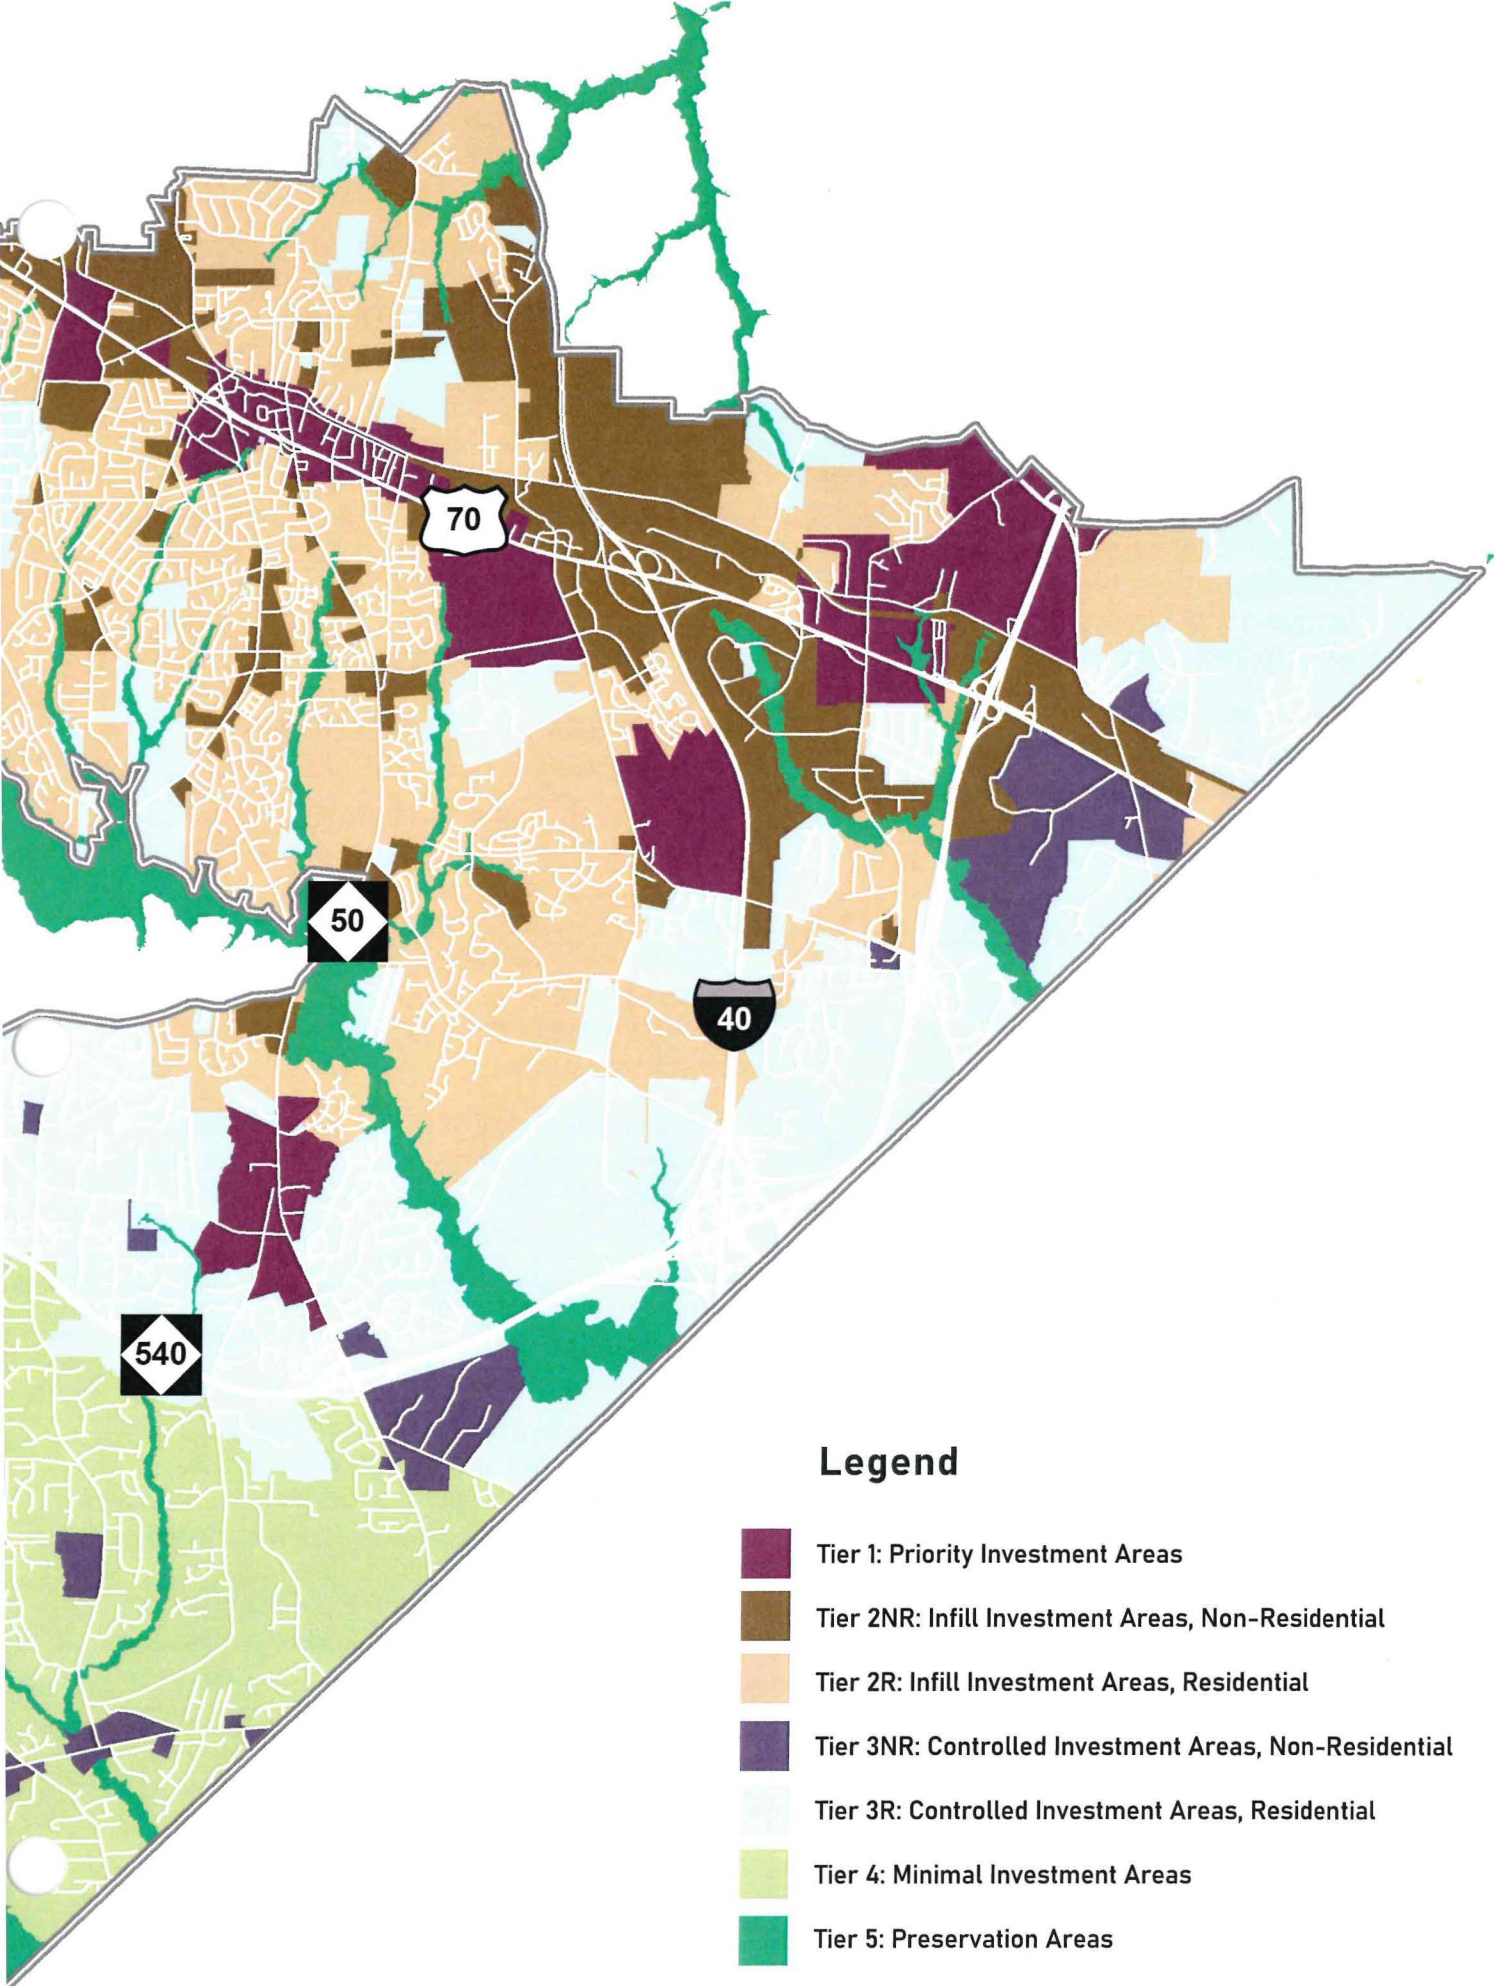 70
50
40
540
Legend
Tier 1: Priority Investment Areas
Tier 2NR: Infill Investment Areas, Non-Residential
Tier 2R: Infill Investment Areas, Residential
Tier 3NR: Controlled Investment Areas, Non-Residential
Tier 3R: Controlled Investment Areas, Residential
Tier 4: Minimal Investment Areas
Tier 5: Preservation Areas